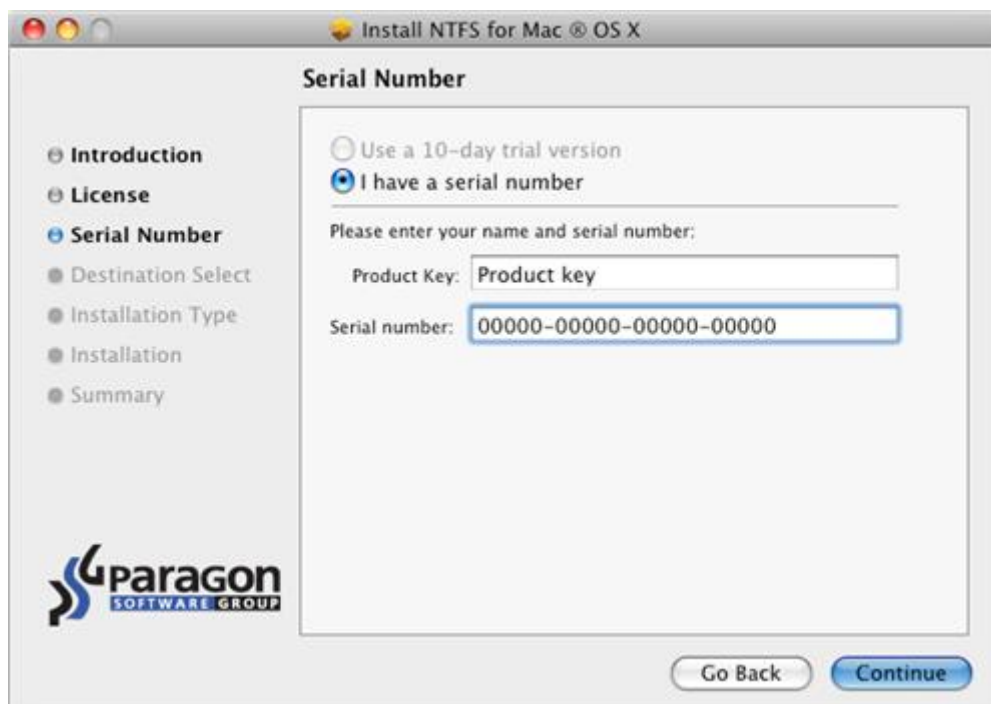 Install NTFS for Mac ® OS X
Serial Number
Introduction
License
Serial Number
Destination Select
Installation Type
Installation
Summary
Use a 10-day trial version
I have a serial number
Please enter your name and serial number:
Product Key: Product key
Serial number: 00000-00000-00000-00000
paragon
SOFTWARE GROUP
Go Back Continue